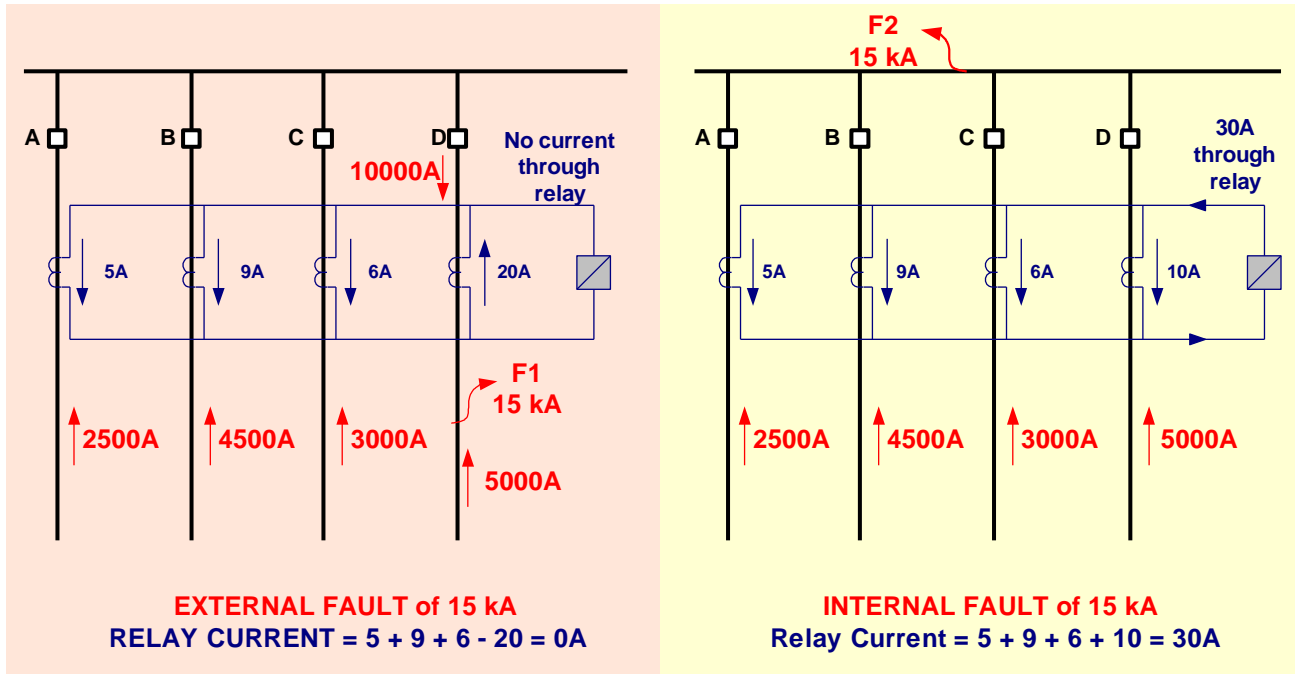 A
B
C
D
No current
through
relay
10000A
5A
9A
6A
20A
F1
15 kA
2500A
4500A
3000A
5000A
EXTERNAL FAULT of 15 kA
RELAY CURRENT = 5 + 9 + 6 - 20 = 0A
F2
15 kA
A
B
C
D
30A
through
relay
5A
9A
6A
10A
2500A
4500A
3000A
5000A
INTERNAL FAULT of 15 kA
Relay Current = 5 + 9 + 6 + 10 = 30A